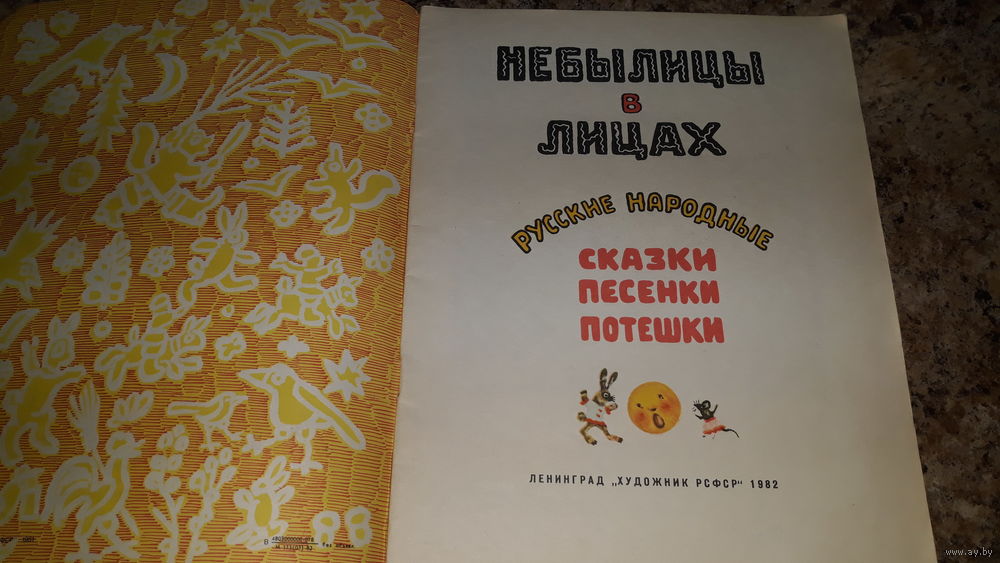 НЕБЫЛИЦЫ
В
ЛИЦАХ
РУССКИЕ НАРОДНЫЕ
СКАЗКИ
ПЕСЕНКИ
ПОТЕШКИ
ЛЕНИНГРАД „ХУДОЖНИК РСФСР" 1982
www.ay.by